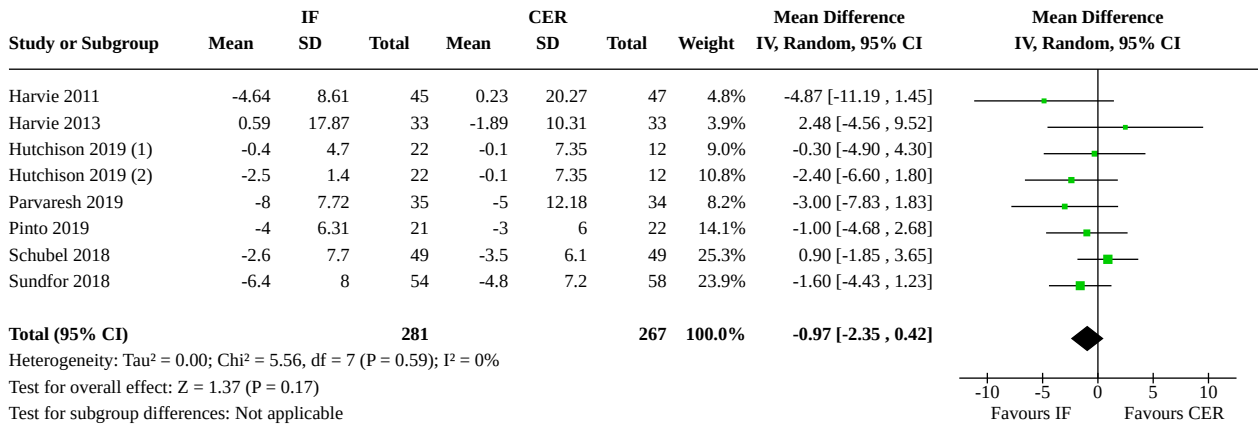 IF CER Mean Difference Mean Difference
Study or Subgroup Mean SD Total Mean SD Total Weight IV, Random, 95% CI IV, Random, 95% CI
Harvie 2011 -4.64 8.61 45 0.23 20.27 47 4.8% -4.87 [-11.19 , 1.45]
Harvie 2013 0.59 17.87 33 -1.89 10.31 33 3.9% 2.48 [-4.56 , 9.52]
Hutchison 2019 (1) -0.4 4.7 22 -0.1 7.35 12 9.0% -0.30 [-4.90 , 4.30]
Hutchison 2019 (2) -2.5 1.4 22 -0.1 7.35 12 10.8% -2.40 [-6.60 , 1.80]
Parvaresh 2019 -8 7.72 35 -5 12.18 34 8.2% -3.00 [-7.83 , 1.83]
Pinto 2019 -4 6.31 21 -3 6 22 14.1% -1.00 [-4.68 , 2.68]
Schubel 2018 -2.6 7.7 49 -3.5 6.1 49 25.3% 0.90 [-1.85 , 3.65]
Sundfor 2018 -6.4 8 54 -4.8 7.2 58 23.9% -1.60 [-4.43 , 1.23]
Total (95% CI) 281 267 100.0% -0.97 [-2.35 , 0.42]
Heterogeneity: Tau² = 0.00; Chi² = 5.56, df = 7 (P = 0.59); I² = 0%
Test for overall effect: Z = 1.37 (P = 0.17) -10 -5 0 5 10
Test for subgroup differences: Not applicable Favours IF Favours CER